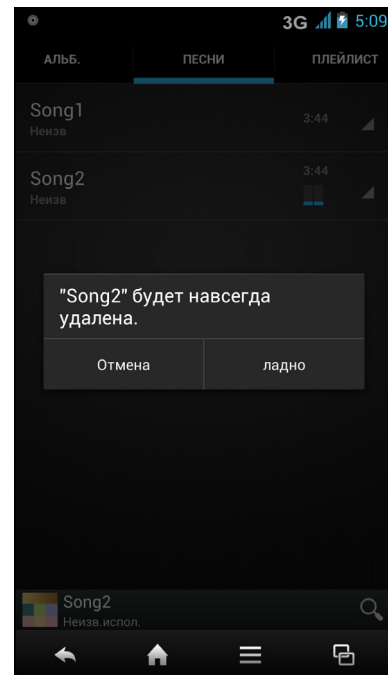 3G 5:09
АЛЬБ. ПЕСНИ ПЛЕЙЛИСТ
Song1 3:44
Неизв
Song2 3:44
Неизв
"Song2" будет навсегда
удалена.
Отмена ладно
Song2
Неизв.испол.